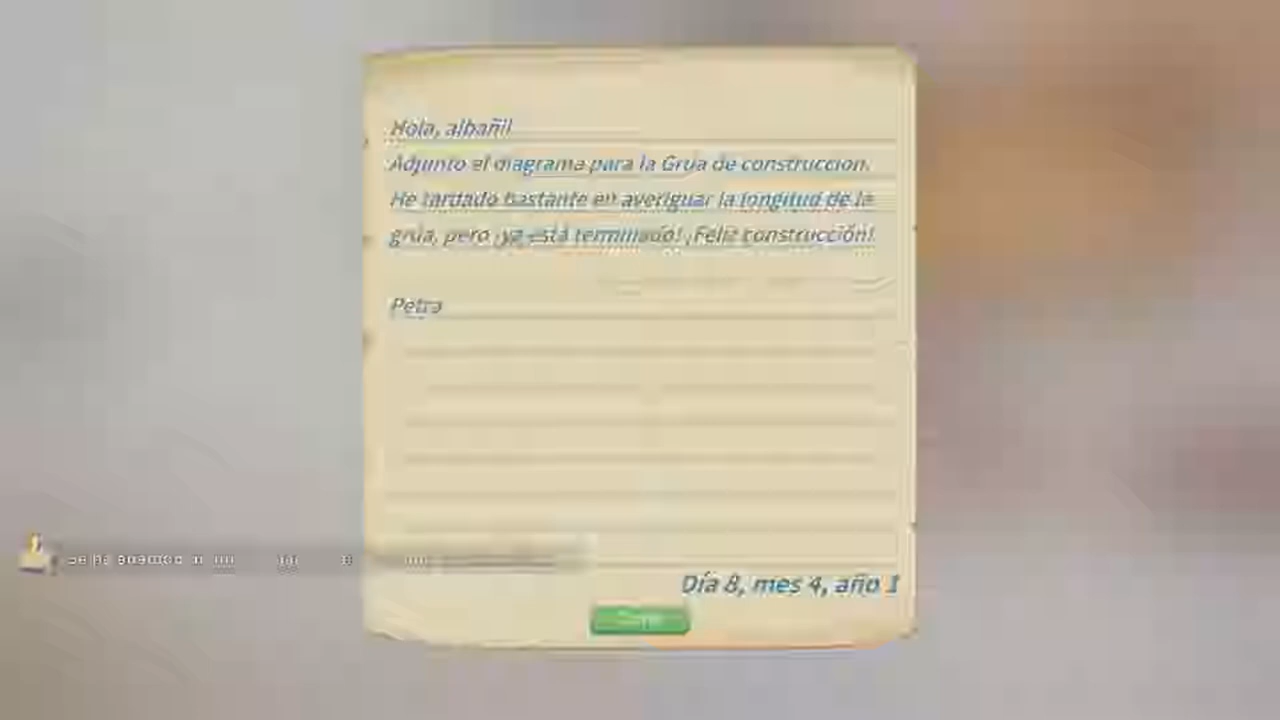 Hola, albañil
Adjunto el diagrama para la Grúa de construcción.
He tardado bastante en averiguar la longitud de la
grúa, pero ¡ya está terminado! ¡Feliz construcción!
Petra
Día 8, mes 4, año 1